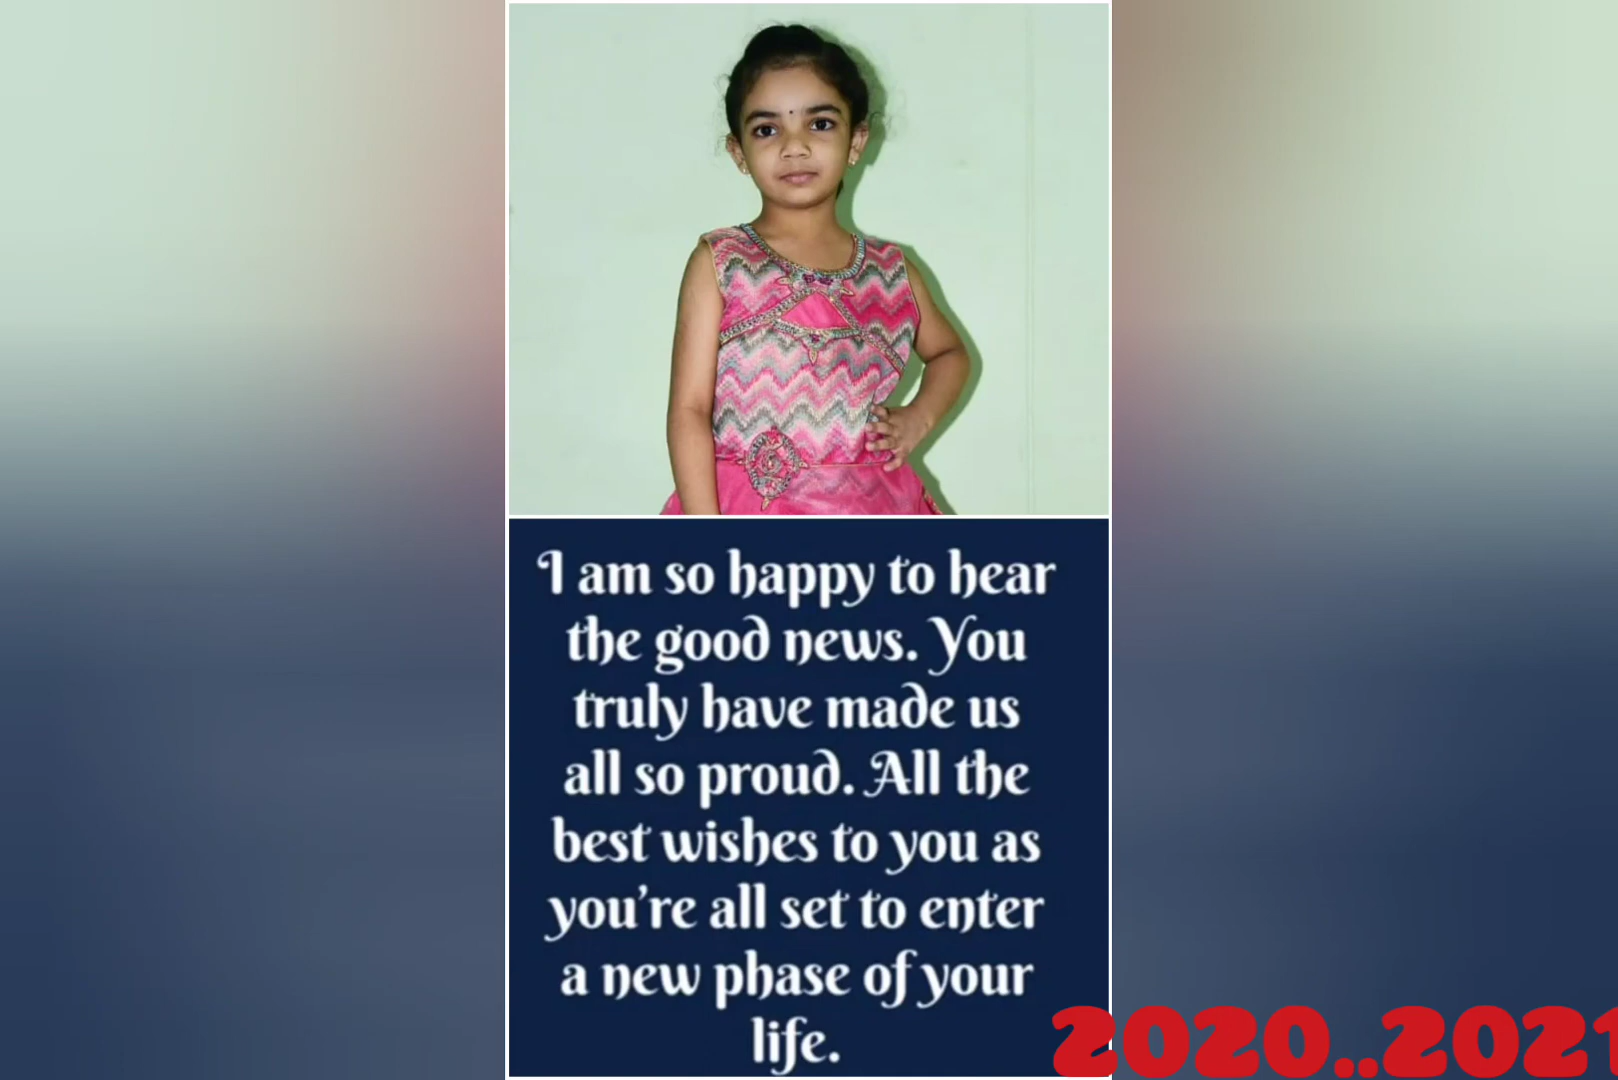 I am so happy to hear
the good news. You
truly have made us
all so proud. All the
best wishes to you as
you're all set to enter
a new phase of your
life.
2020..2021